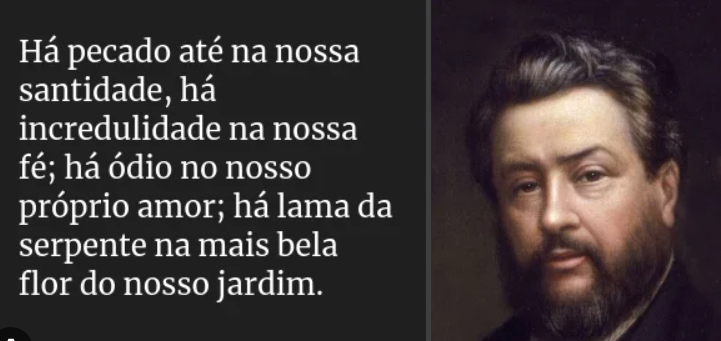 Há pecado até na nossa
santidade, há
incredulidade na nossa
fé; há ódio no nosso
próprio amor; há lama da
serpente na mais bela
flor do nosso jardim.